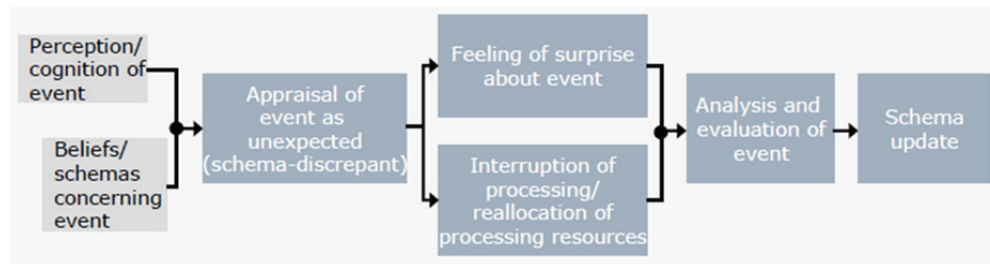 Perception/
cognition of
event
Beliefs/
schemas
concerning
event
Appraisal of
event as
unexpected
(schema-discrepant)
Feeling of surprise
about event
Interruption of
processing/
reallocation of
processing resources
Analysis and
evaluation of
event
Schema
update